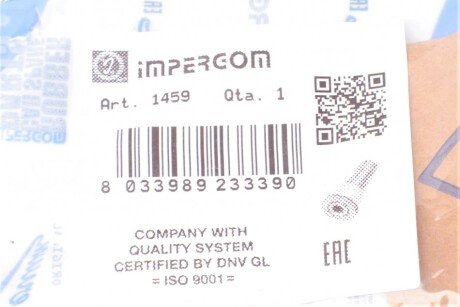 impergom
Art. 1459 Qta. 1
8 033989 233390
COMPANY WITH
QUALITY SYSTEM
CERTIFIED BY DNV GL
= ISO 9001 =
EAC